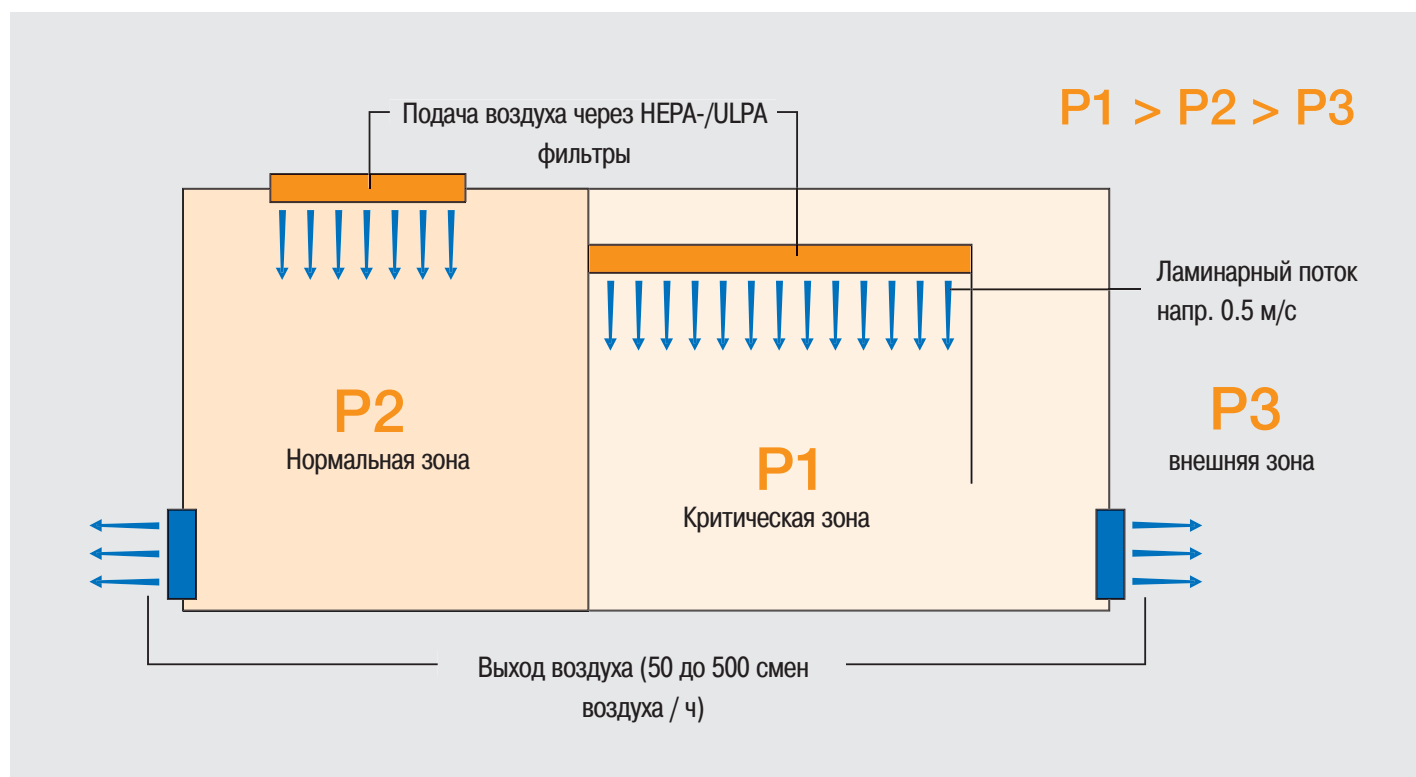 Подача воздуха через HEPA-/ULPA
фильтры
P1 > P2 > P3
Ламинарный поток
напр. 0.5 м/с
P2
Нормальная зона
P1
Критическая зона
P3
внешняя зона
Выход воздуха (50 до 500 смен
воздуха / ч)